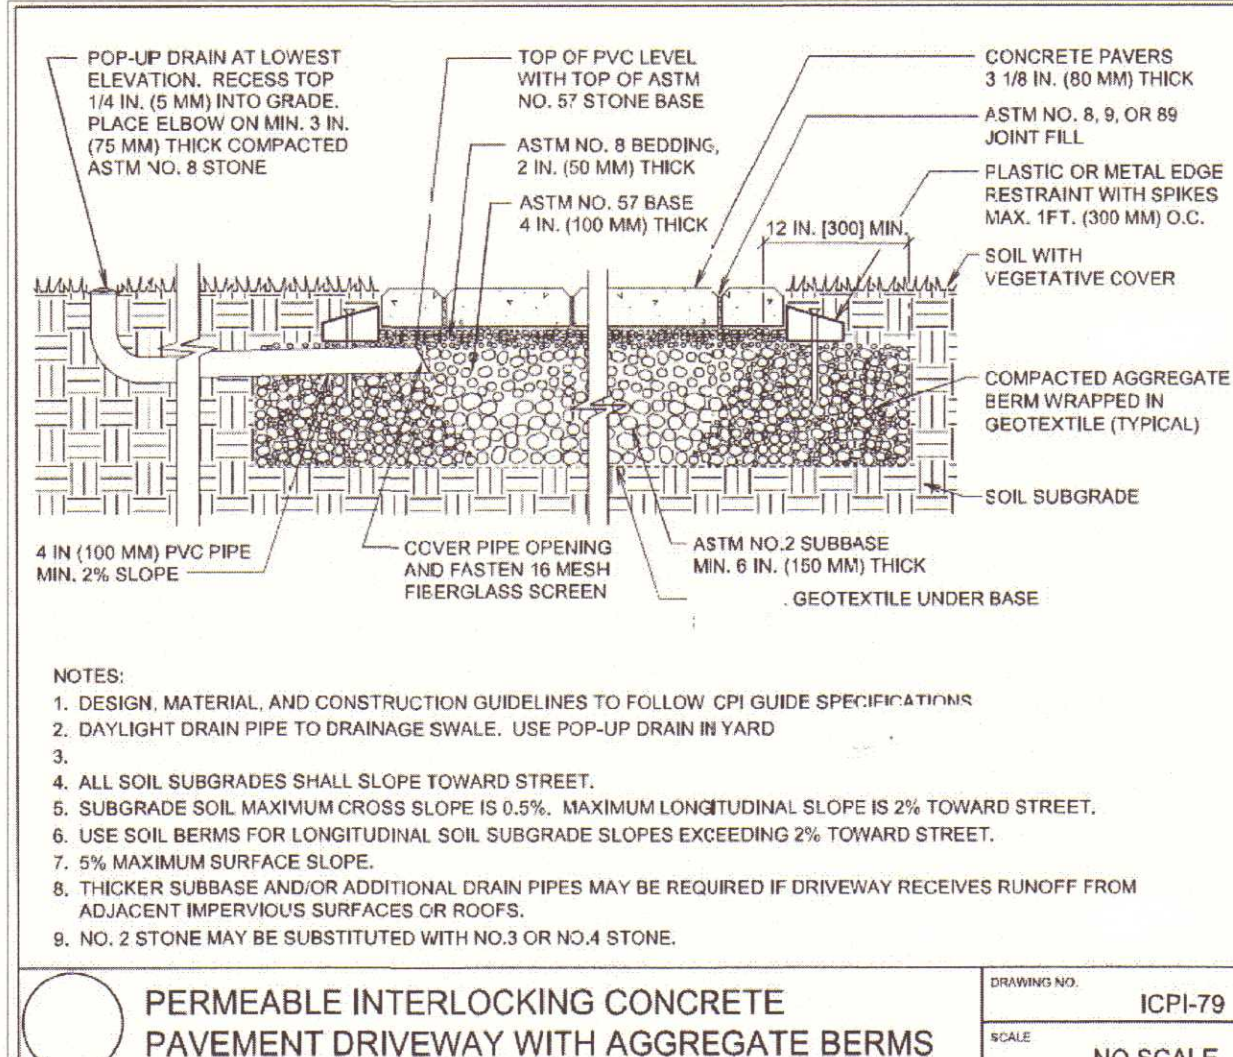 POP-UP DRAIN AT LOWEST
ELEVATION. RECESS TOP
1/4 IN. (5 MM) INTO GRADE.
PLACE ELBOW ON MIN. 3 IN.
(75 MM) THICK COMPACTED
ASTM NO. 8 STONE
TOP OF PVC LEVEL
WITH TOP OF ASTM
NO. 57 STONE BASE
ASTM NO. 8 BEDDING,
2 IN. (50 MM) THICK
ASTM NO. 57 BASE
4 IN. (100 MM) THICK
CONCRETE PAVERS
3 1/8 IN. (80 MM) THICK
ASTM NO. 8, 9, OR 89
JOINT FILL
PLASTIC OR METAL EDGE
RESTRAINT WITH SPIKES
MAX. 1FT. (300 MM) O.C.
12 IN. [300] MIN.
SOIL WITH
VEGETATIVE COVER
COMPACTED AGGREGATE
BERM WRAPPED IN
GEOTEXTILE (TYPICAL)
SOIL SUBGRADE
4 IN (100 MM) PVC PIPE
MIN. 2% SLOPE
COVER PIPE OPENING
AND FASTEN 16 MESH
FIBERGLASS SCREEN
ASTM NO.2 SUBBASE
MIN. 6 IN. (150 MM) THICK
GEOTEXTILE UNDER BASE
NOTES:
1. DESIGN, MATERIAL, AND CONSTRUCTION GUIDELINES TO FOLLOW CPI GUIDE SPECIFICATIONS
2. DAYLIGHT DRAIN PIPE TO DRAINAGE SWALE. USE POP-UP DRAIN IN YARD
3.
4. ALL SOIL SUBGRADES SHALL SLOPE TOWARD STREET.
5. SUBGRADE SOIL MAXIMUM CROSS SLOPE IS 0.5%. MAXIMUM LONGITUDINAL SLOPE IS 2% TOWARD STREET.
6. USE SOIL BERMS FOR LONGITUDINAL SOIL SUBGRADE SLOPES EXCEEDING 2% TOWARD STREET.
7. 5% MAXIMUM SURFACE SLOPE.
8. THICKER SUBBASE AND/OR ADDITIONAL DRAIN PIPES MAY BE REQUIRED IF DRIVEWAY RECEIVES RUNOFF FROM
ADJACENT IMPERVIOUS SURFACES OR ROOFS.
9. NO. 2 STONE MAY BE SUBSTITUTED WITH NO.3 OR NO.4 STONE.
PERMEABLE INTERLOCKING CONCRETE
PAVEMENT DRIVEWAY WITH AGGREGATE BERMS
DRAWING NO.
ICPI-79
SCALE
NO SCALE